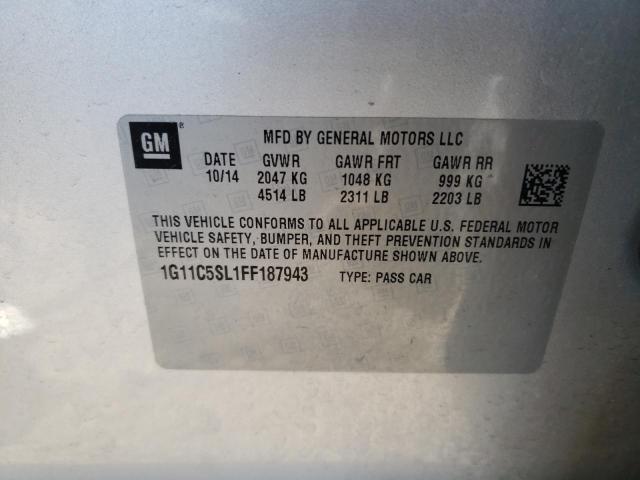 GM ®
MFD BY GENERAL MOTORS LLC
DATE GVWR GAWR FRT GAWR RR
10/14 2047 KG 1048 KG 999 KG
4514 LB 2311 LB 2203 LB
THIS VEHICLE CONFORMS TO ALL APPLICABLE U.S. FEDERAL MOTOR
VEHICLE SAFETY, BUMPER, AND THEFT PREVENTION STANDARDS IN
EFFECT ON THE DATE OF MANUFACTURE SHOWN ABOVE.
1G11C5SL1FF187943 TYPE: PASS CAR